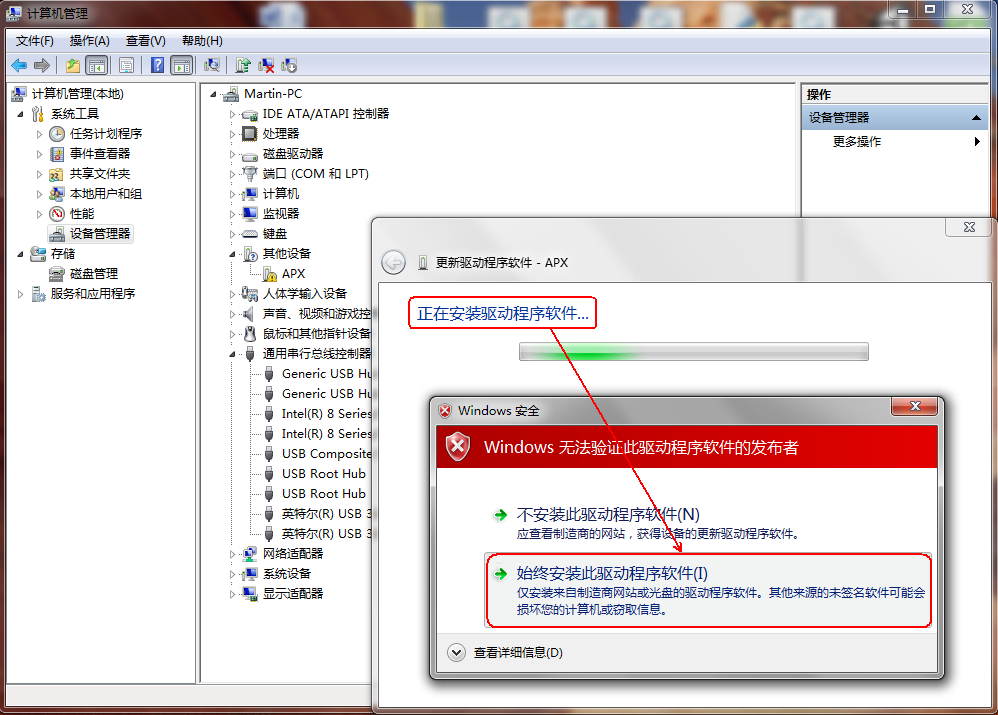 计算机管理
文件(F) 操作(A) 查看(V) 帮助(H)
计算机管理(本地)
系统工具
任务计划程序
事件查看器
共享文件夹
本地用户和组
性能
设备管理器
存储
磁盘管理
服务和应用程序
Martin-PC
IDE ATA/ATAPI 控制器
处理器
磁盘驱动器
端口 (COM 和 LPT)
计算机
监视器
键盘
其他设备
APX
人体学输入设备
声音、视频和游戏控
鼠标和其他指针设备
通用串行总线控制器
Generic USB Hu
Generic USB Hu
Intel(R) 8 Series
Intel(R) 8 Series
USB Composite
USB Root Hub
USB Root Hub
英特尔(R) USB 3
英特尔(R) USB 3
网络适配器
系统设备
显示适配器
操作
设备管理器
更多操作
更新驱动程序软件 - APX
正在安装驱动程序软件...
Windows 安全
Windows 无法验证此驱动程序软件的发布者
不安装此驱动程序软件(N)
应查看制造商的网站，获得设备的更新驱动程序软件。
始终安装此驱动程序软件(I)
仅安装来自制造商网站或光盘的驱动程序软件。其他来源的未签名软件可能会
损坏您的计算机或窃取信息。
查看详细信息(D)